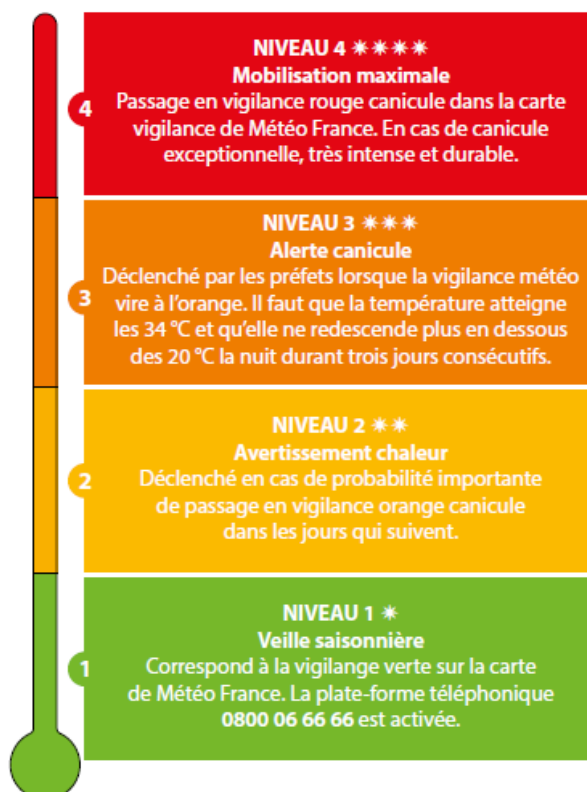 NIVEAU 4 ✷✷✷✷
Mobilisation maximale
4
Passage en vigilance rouge canicule dans la carte
vigilance de Météo France. En cas de canicule
exceptionnelle, très intense et durable.
NIVEAU 3 ✷✷✷
Alerte canicule
3
Déclenché par les préfets lorsque la vigilance météo
vire à l'orange. Il faut que la température atteigne
les 34 °C et qu'elle ne redescende plus en dessous
des 20 °C la nuit durant trois jours consécutifs.
NIVEAU 2 ✷✷
Avertissement chaleur
2
Déclenché en cas de probabilité importante
de passage en vigilance orange canicule
dans les jours qui suivent.
NIVEAU 1 ✷
Veille saisonnière
1
Correspond à la vigilange verte sur la carte
de Météo France. La plate-forme téléphonique
0800 06 66 66 est activée.